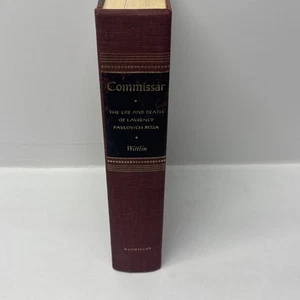 Commissar
THE LIFE AND DEATH
OF LAVRENTY
PAVLOVICH BERIA
Wittlin
MACMILLAN